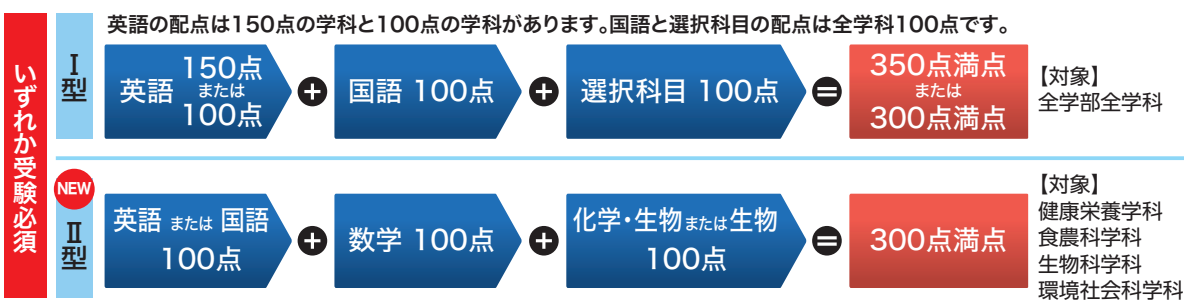 英語の配点は150点の学科と100点の学科があります。国語と選択科目の配点は全学科100点です。
いずれか受験必須
Ⅰ型
英語 150点 または 100点
+
国語 100点
+
選択科目 100点
=
350点満点
または
300点満点
【対象】
全学部全学科
NEW
Ⅱ型
英語 または 国語
100点
+
数学 100点
+
化学・生物または生物
100点
=
300点満点
【対象】
健康栄養学科
食農科学科
生物科学科
環境社会科学科